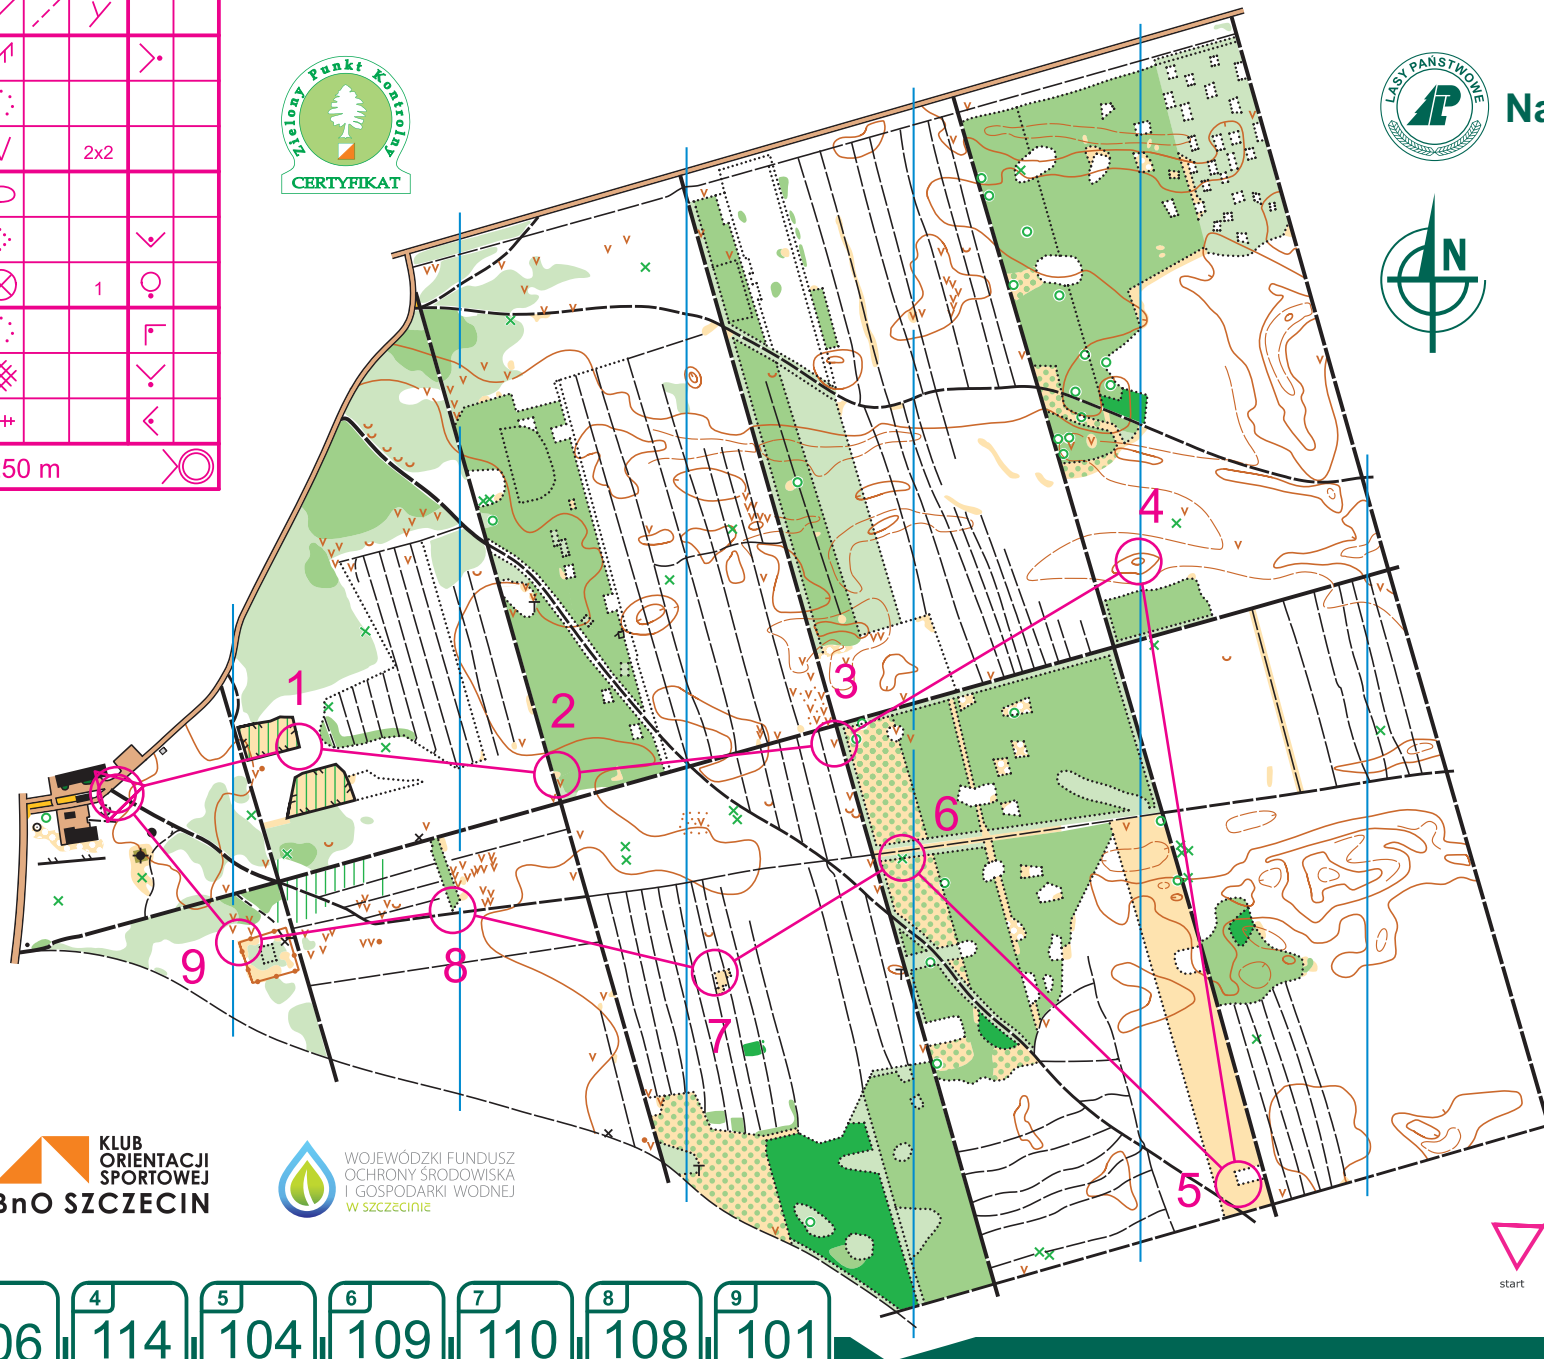 2x2
1
50 m
Zielony Punkt Kontrolny
CERTYFIKAT
LASY PAŃSTWOWE
Na
N
1
2
3
4
5
6
7
8
9
KLUB
ORIENTACJI
SPORTOWEJ
BnO SZCZECIN
WOJEWÓDZKI FUNDUSZ
OCHRONY ŚRODOWISKA
I GOSPODARKI WODNEJ
W SZCZECINIE
start
4 5 6 7 8 9
06 114 104 109 110 108 101